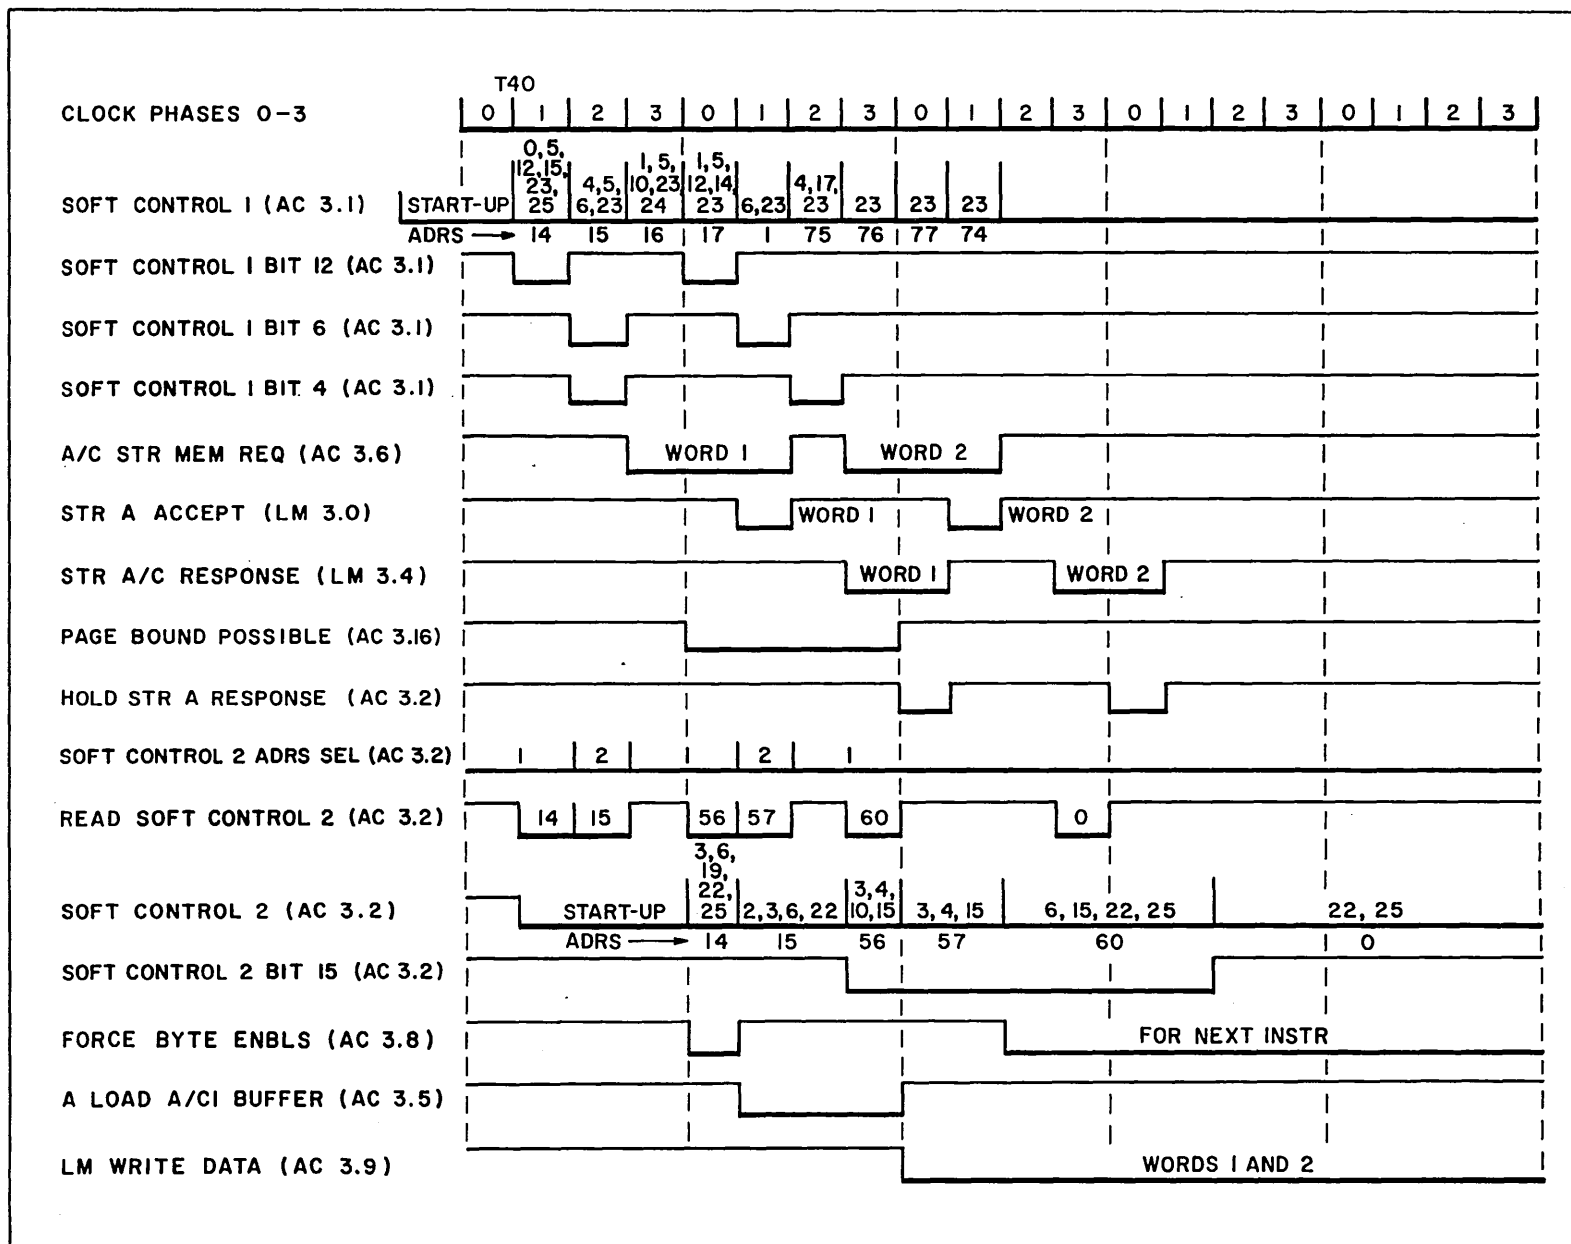 T40
CLOCK PHASES 0-3 0 1 2 3 0 1 2 3 0 1 2 3 0 1 2 3 0 1 2 3
0,5, 12,15, 23, 25
4,5, 6,23
1,5, 10,23, 24
1,5, 12,14, 23
6,23
4,17, 23
23
23
23
SOFT CONTROL 1 (AC 3.1) START-UP
ADRS → 14 15 16 17 1 75 76 77 74
SOFT CONTROL 1 BIT 12 (AC 3.1)
SOFT CONTROL 1 BIT 6 (AC 3.1)
SOFT CONTROL 1 BIT 4 (AC 3.1)
A/C STR MEM REQ (AC 3.6) WORD 1 WORD 2
STR A ACCEPT (LM 3.0) WORD 1 WORD 2
STR A/C RESPONSE (LM 3.4) WORD 1 WORD 2
PAGE BOUND POSSIBLE (AC 3.16)
HOLD STR A RESPONSE (AC 3.2)
SOFT CONTROL 2 ADRS SEL (AC 3.2) 1 2 1 2 1
READ SOFT CONTROL 2 (AC 3.2) 14 15 56 57 60 0
3,6, 19, 22, 25
2,3,6,22
3,4, 10,15
3,4,15
6,15,22,25
22,25
SOFT CONTROL 2 (AC 3.2) START-UP
ADRS → 14 15 56 57 60 0
SOFT CONTROL 2 BIT 15 (AC 3.2)
FORCE BYTE ENBLS (AC 3.8) FOR NEXT INSTR
A LOAD A/CI BUFFER (AC 3.5)
LM WRITE DATA (AC 3.9) WORDS 1 AND 2